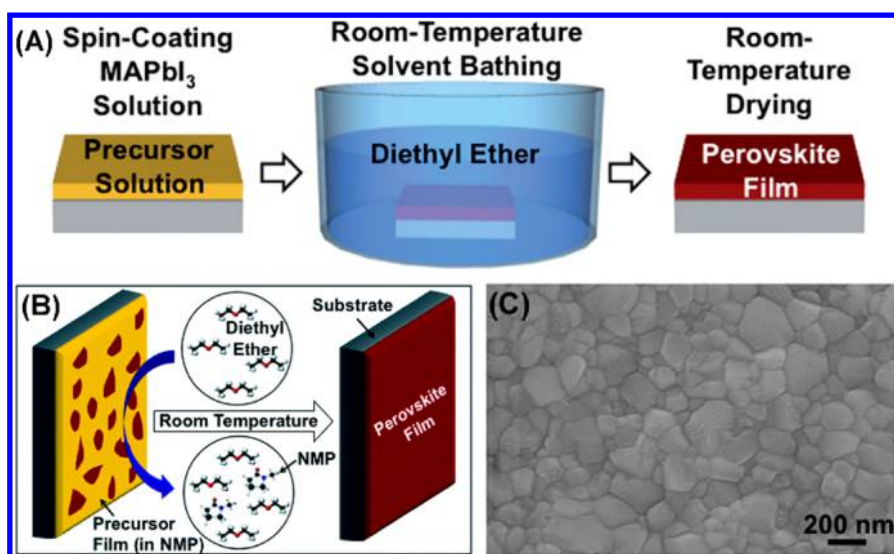 (A)
Spin-Coating
MAPbI₃
Solution
Precursor
Solution
Room-Temperature
Solvent Bathing
Diethyl Ether
Room-
Temperature
Drying
Perovskite
Film
(B)
Substrate
Diethyl
Ether
Room Temperature
NMP
Precursor
Film (in NMP)
Perovskite
Film
(C)
200 nm